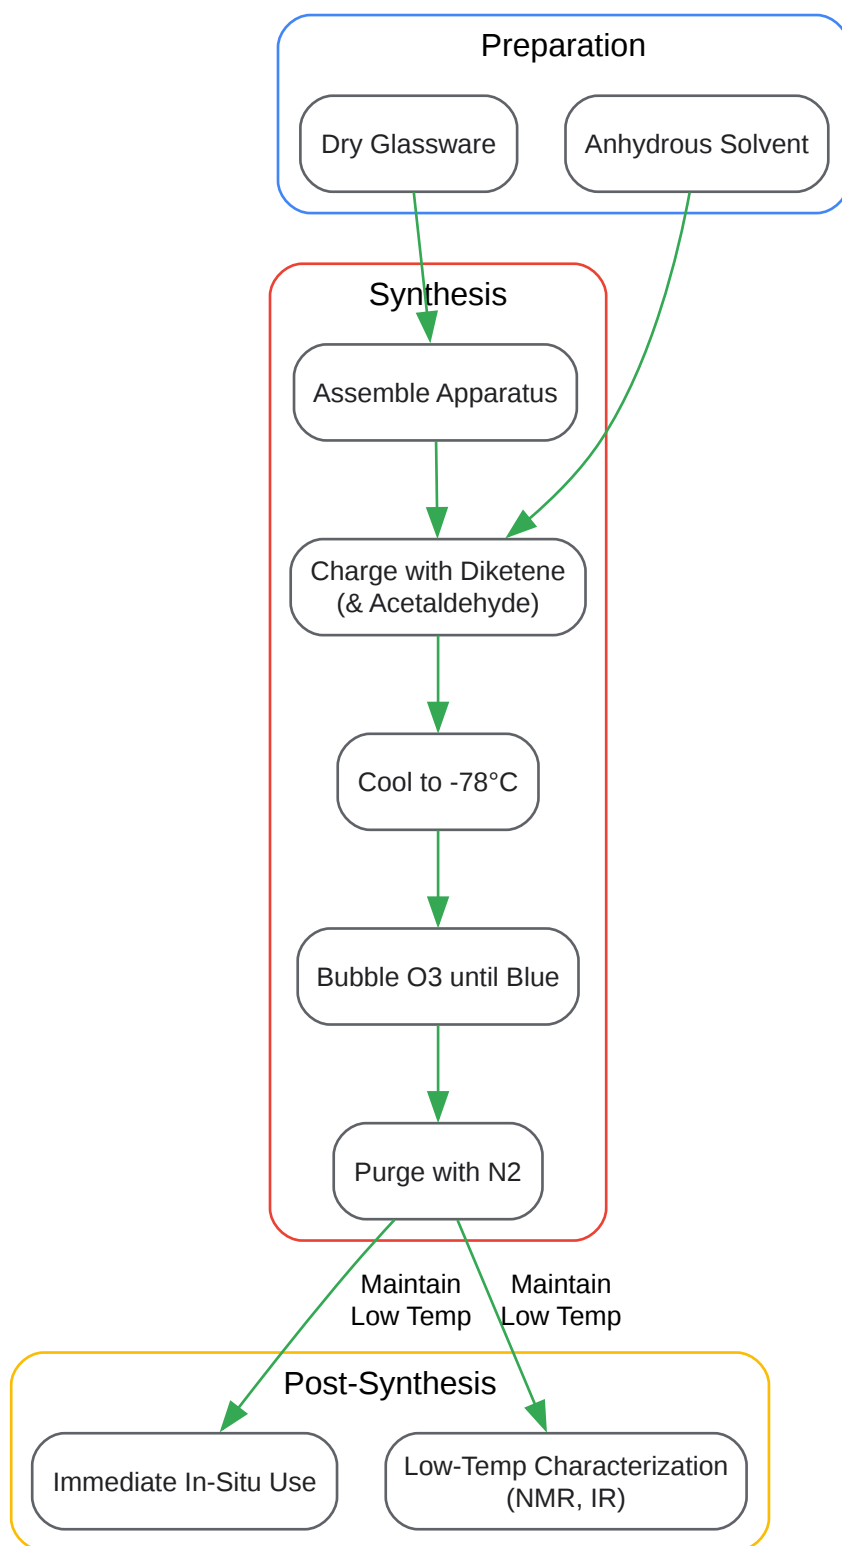 Preparation
Dry Glassware
Anhydrous Solvent
Synthesis
Assemble Apparatus
Charge with Diketene
(& Acetaldehyde)
Cool to -78°C
Bubble O3 until Blue
Purge with N2
Maintain
Low Temp
Maintain
Low Temp
Post-Synthesis
Immediate In-Situ Use
Low-Temp Characterization
(NMR, IR)